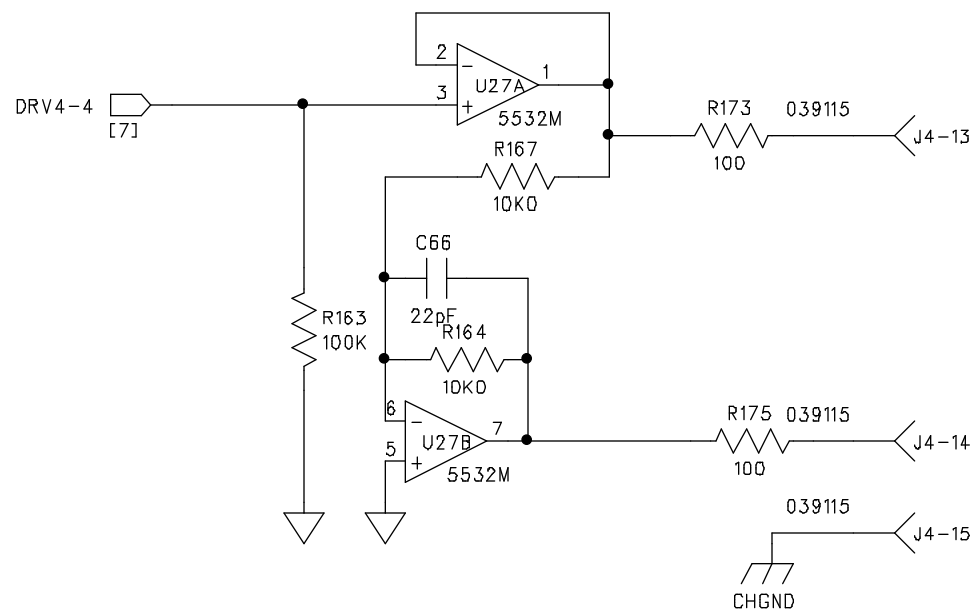 2
1
U27A
DRV4-4
3
[7]
5532M
R173
039115
J4-13
100
R167
10K0
C66
22pF
R163
100K
R164
10K0
6
7
U27B
5
5532M
R175
039115
J4-14
100
039115
J4-15
CHGND